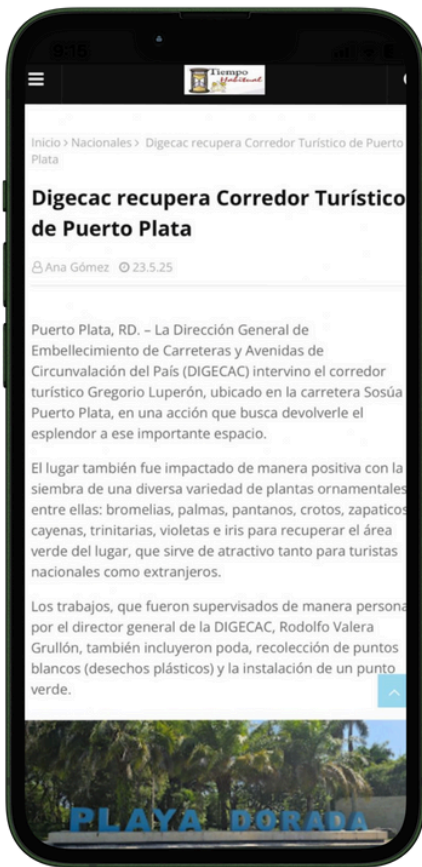 9:15
Tiempo
Habitual
Inicio > Nacionales > Digecac recupera Corredor Turístico de Puerto
Plata
Digecac recupera Corredor Turístico
de Puerto Plata
Ana Gómez 23.5.25
Puerto Plata, RD. – La Dirección General de
Embellecimiento de Carreteras y Avenidas de
Circunvalación del País (DIGECAC) intervino el corredor
turístico Gregorio Luperón, ubicado en la carretera Sosúa
Puerto Plata, en una acción que busca devolverle el
esplendor a ese importante espacio.
El lugar también fue impactado de manera positiva con la
siembra de una diversa variedad de plantas ornamentales
entre ellas: bromelias, palmas, pantanos, crotos, zapaticos
cayenas, trinitarias, violetas e iris para recuperar el área
verde del lugar, que sirve de atractivo tanto para turistas
nacionales como extranjeros.
Los trabajos, que fueron supervisados de manera persona
por el director general de la DIGECAC, Rodolfo Valera
Grullón, también incluyeron poda, recolección de puntos
blancos (desechos plásticos) y la instalación de un punto
verde.
PLAYA DORADA